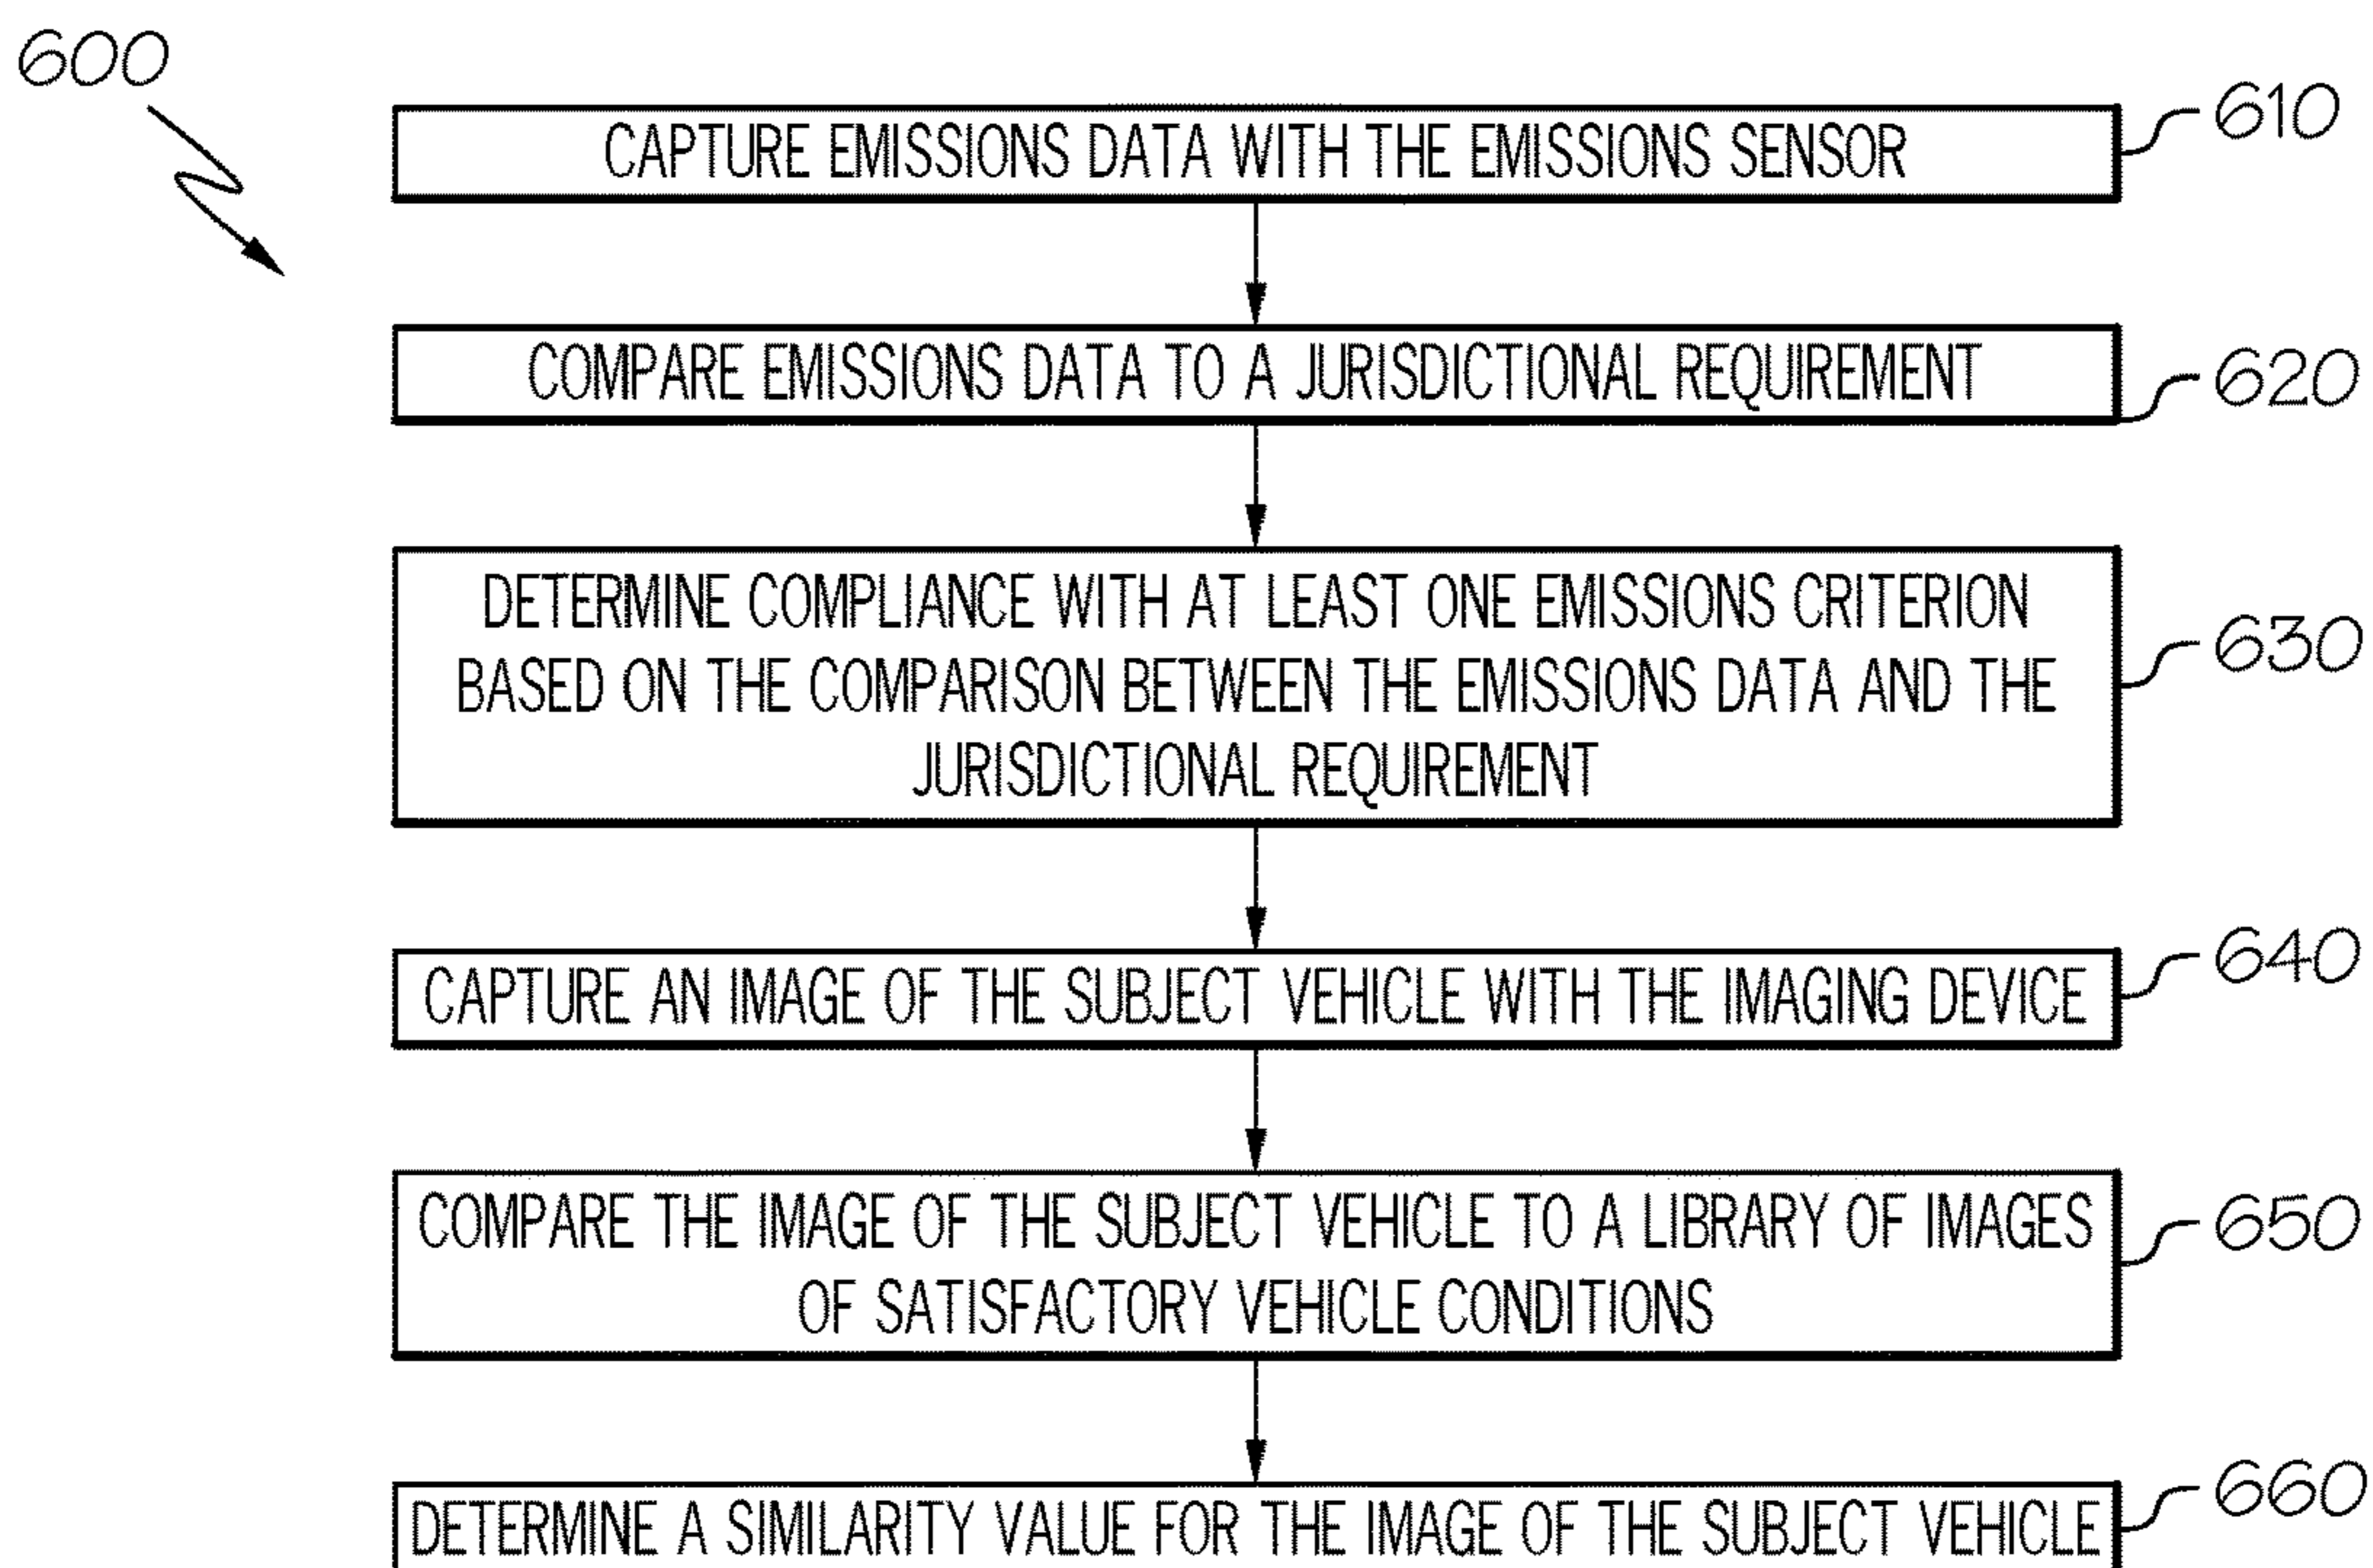 600
CAPTURE EMISSIONS DATA WITH THE EMISSIONS SENSOR
610
COMPARE EMISSIONS DATA TO A JURISDICTIONAL REQUIREMENT
620
DETERMINE COMPLIANCE WITH AT LEAST ONE EMISSIONS CRITERION
BASED ON THE COMPARISON BETWEEN THE EMISSIONS DATA AND THE
JURISDICTIONAL REQUIREMENT
630
CAPTURE AN IMAGE OF THE SUBJECT VEHICLE WITH THE IMAGING DEVICE
640
COMPARE THE IMAGE OF THE SUBJECT VEHICLE TO A LIBRARY OF IMAGES
OF SATISFACTORY VEHICLE CONDITIONS
650
DETERMINE A SIMILARITY VALUE FOR THE IMAGE OF THE SUBJECT VEHICLE
660